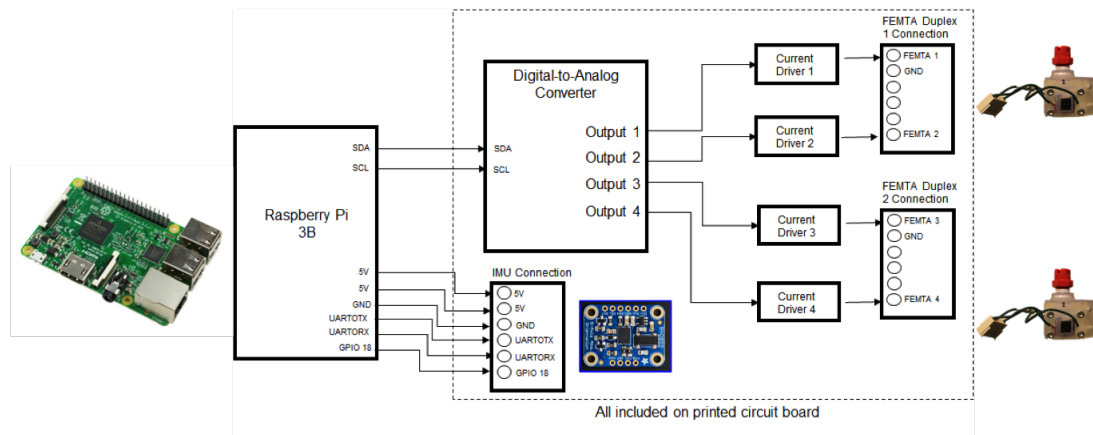 FEMTA Duplex
1 Connection
FEMTA 1
GND
FEMTA 2
Current
Driver 1
Current
Driver 2
Digital-to-Analog
Converter
Output 1
Output 2
Output 3
Output 4
SDA
SCL
SDA
SCL
Raspberry Pi
3B
5V
5V
GND
UARTOTX
UARTORX
GPIO 18
IMU Connection
5V
5V
GND
UARTOTX
UARTORX
GPIO 18
Current
Driver 3
Current
Driver 4
FEMTA Duplex
2 Connection
FEMTA 3
GND
FEMTA 4
All included on printed circuit board